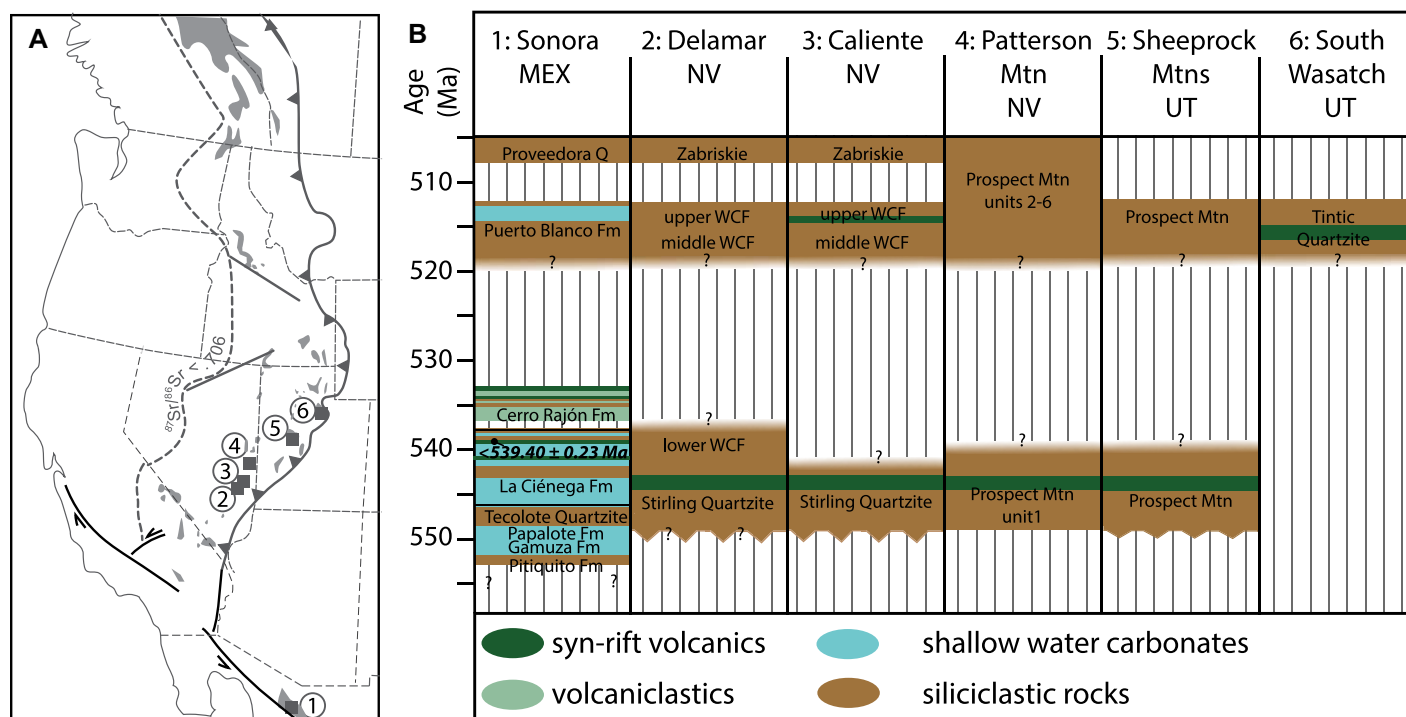 A
87Sr/86Sr < .706
6
5
4
3
2
1
B
Age
(Ma)
1: Sonora
MEX
2: Delamar
NV
3: Caliente
NV
4: Patterson
Mtn
NV
5: Sheeprock
Mtns
UT
6: South
Wasatch
UT
510
520
530
540
550
Proveedora Q
Puerto Blanco Fm
?
Cerro Rajón Fm
<539.40 ± 0.23 Ma
La Ciénega Fm
Tecolote Quartzite
Papalote Fm
Gamuza Fm
Pitiquito Fm
? ?
Zabriskie
upper WCF
middle WCF
?
?
lower WCF
Stirling Quartzite
? ?
Zabriskie
upper WCF
middle WCF
?
?
Stirling Quartzite
Prospect Mtn
units 2-6
?
?
Prospect Mtn
unit1
Prospect Mtn
?
?
Prospect Mtn
Tintic
Quartzite
?
syn-rift volcanics
shallow water carbonates
volcaniclastics
siliciclastic rocks